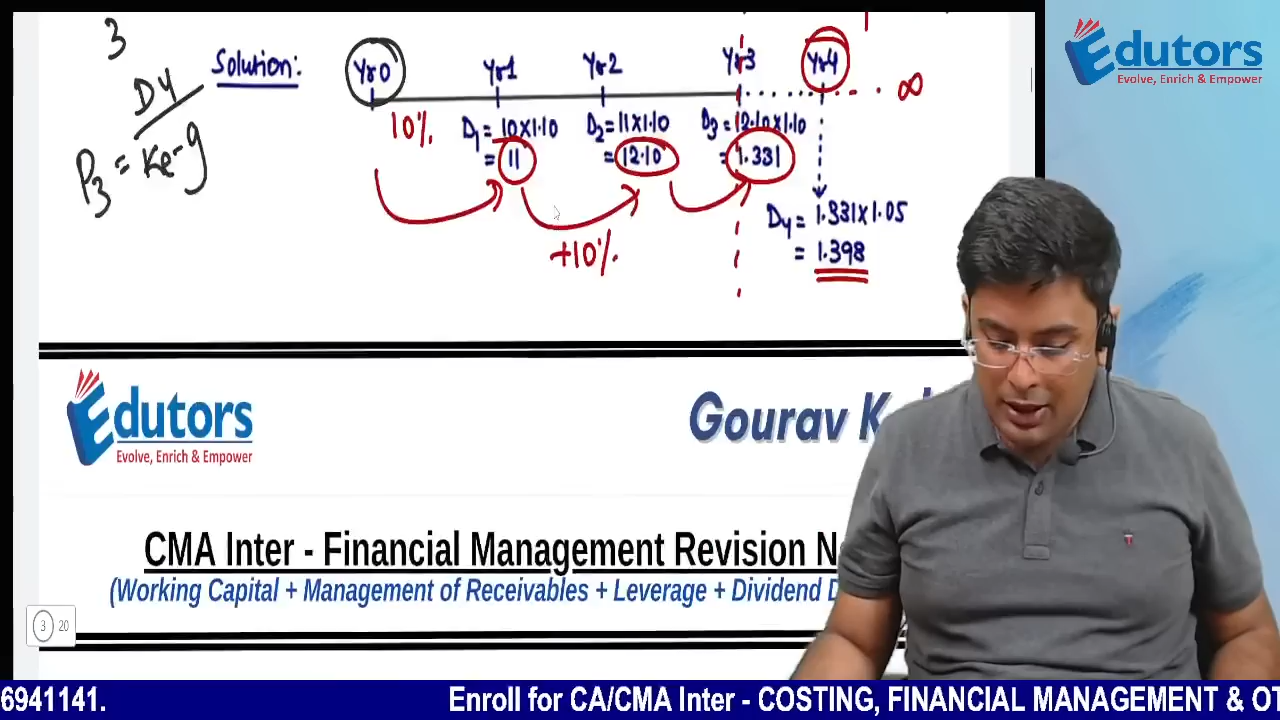 3
Solution:
Yr0 Yr1 Yr2 Yr3 Yr4
∞
D4
P3 = Ke-g
10%
D1 = 10×1.10
= 11
D2 = 11×1.10
= 12.10
D3 = 12.10×1.10
= 1.331
+10%
D4 = 1.331×1.05
= 1.398
Edutors
Evolve, Enrich & Empower
Edutors
Evolve, Enrich & Empower
Gourav K
CMA Inter - Financial Management Revision N
(Working Capital + Management of Receivables + Leverage + Dividend D
3 20
6941141. Enroll for CA/CMA Inter - COSTING, FINANCIAL MANAGEMENT & OT